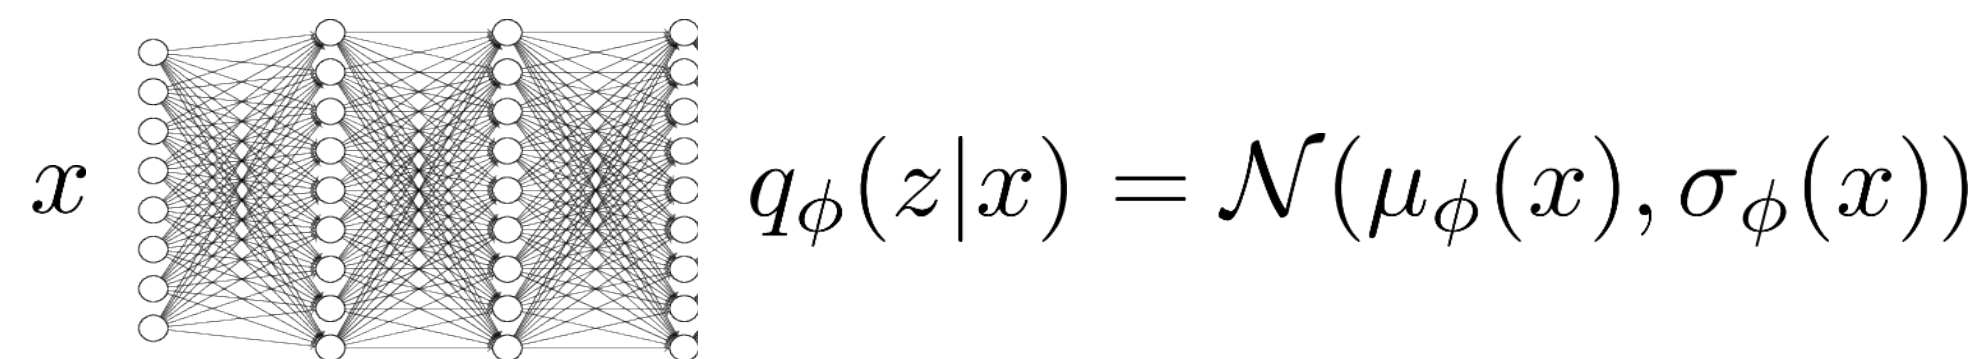 x q_ϕ(z|x) = 𝒩(μ_ϕ(x), σ_ϕ(x))